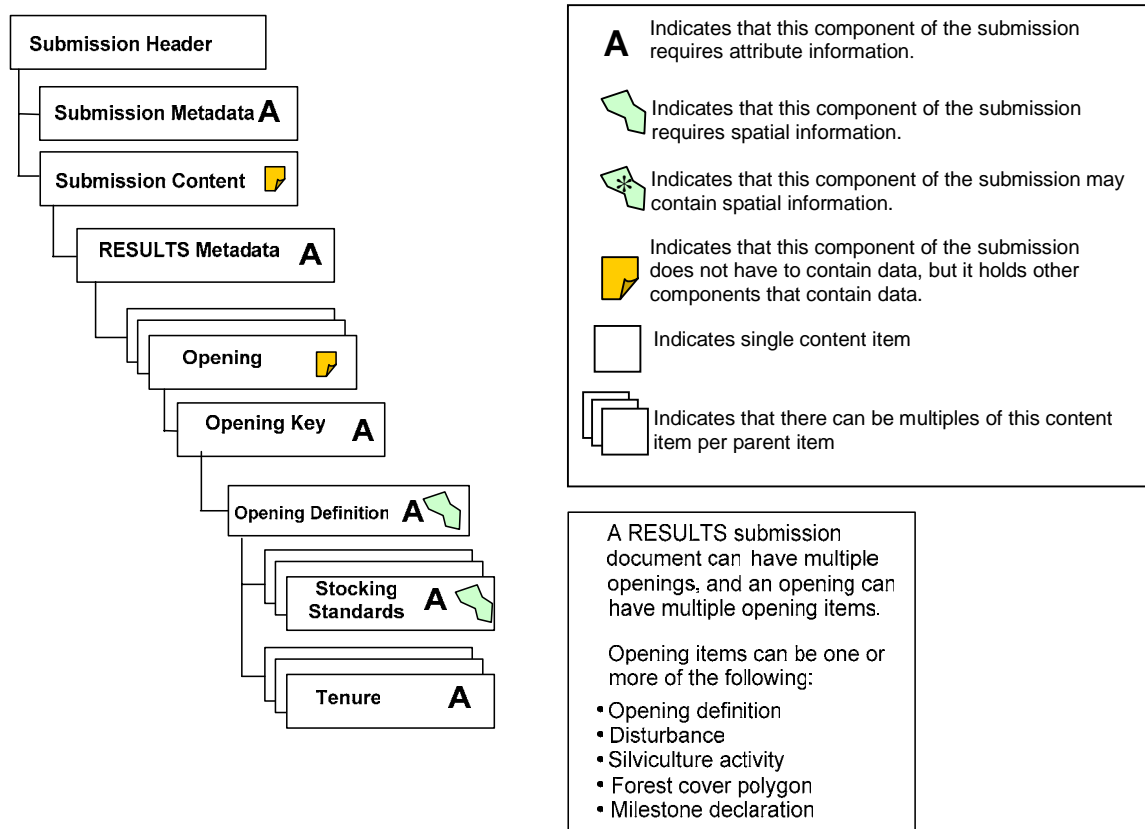 Submission Header
Submission Metadata A
Submission Content
RESULTS Metadata A
Opening
Opening Key A
Opening Definition A
Stocking
Standards A
Tenure A
A Indicates that this component of the submission
requires attribute information.
Indicates that this component of the submission
requires spatial information.
* Indicates that this component of the submission may
contain spatial information.
Indicates that this component of the submission
does not have to contain data, but it holds other
components that contain data.
Indicates single content item
Indicates that there can be multiples of this content
item per parent item
A RESULTS submission
document can have multiple
openings, and an opening can
have multiple opening items.
Opening items can be one or
more of the following:
• Opening definition
• Disturbance
• Silviculture activity
• Forest cover polygon
• Milestone declaration